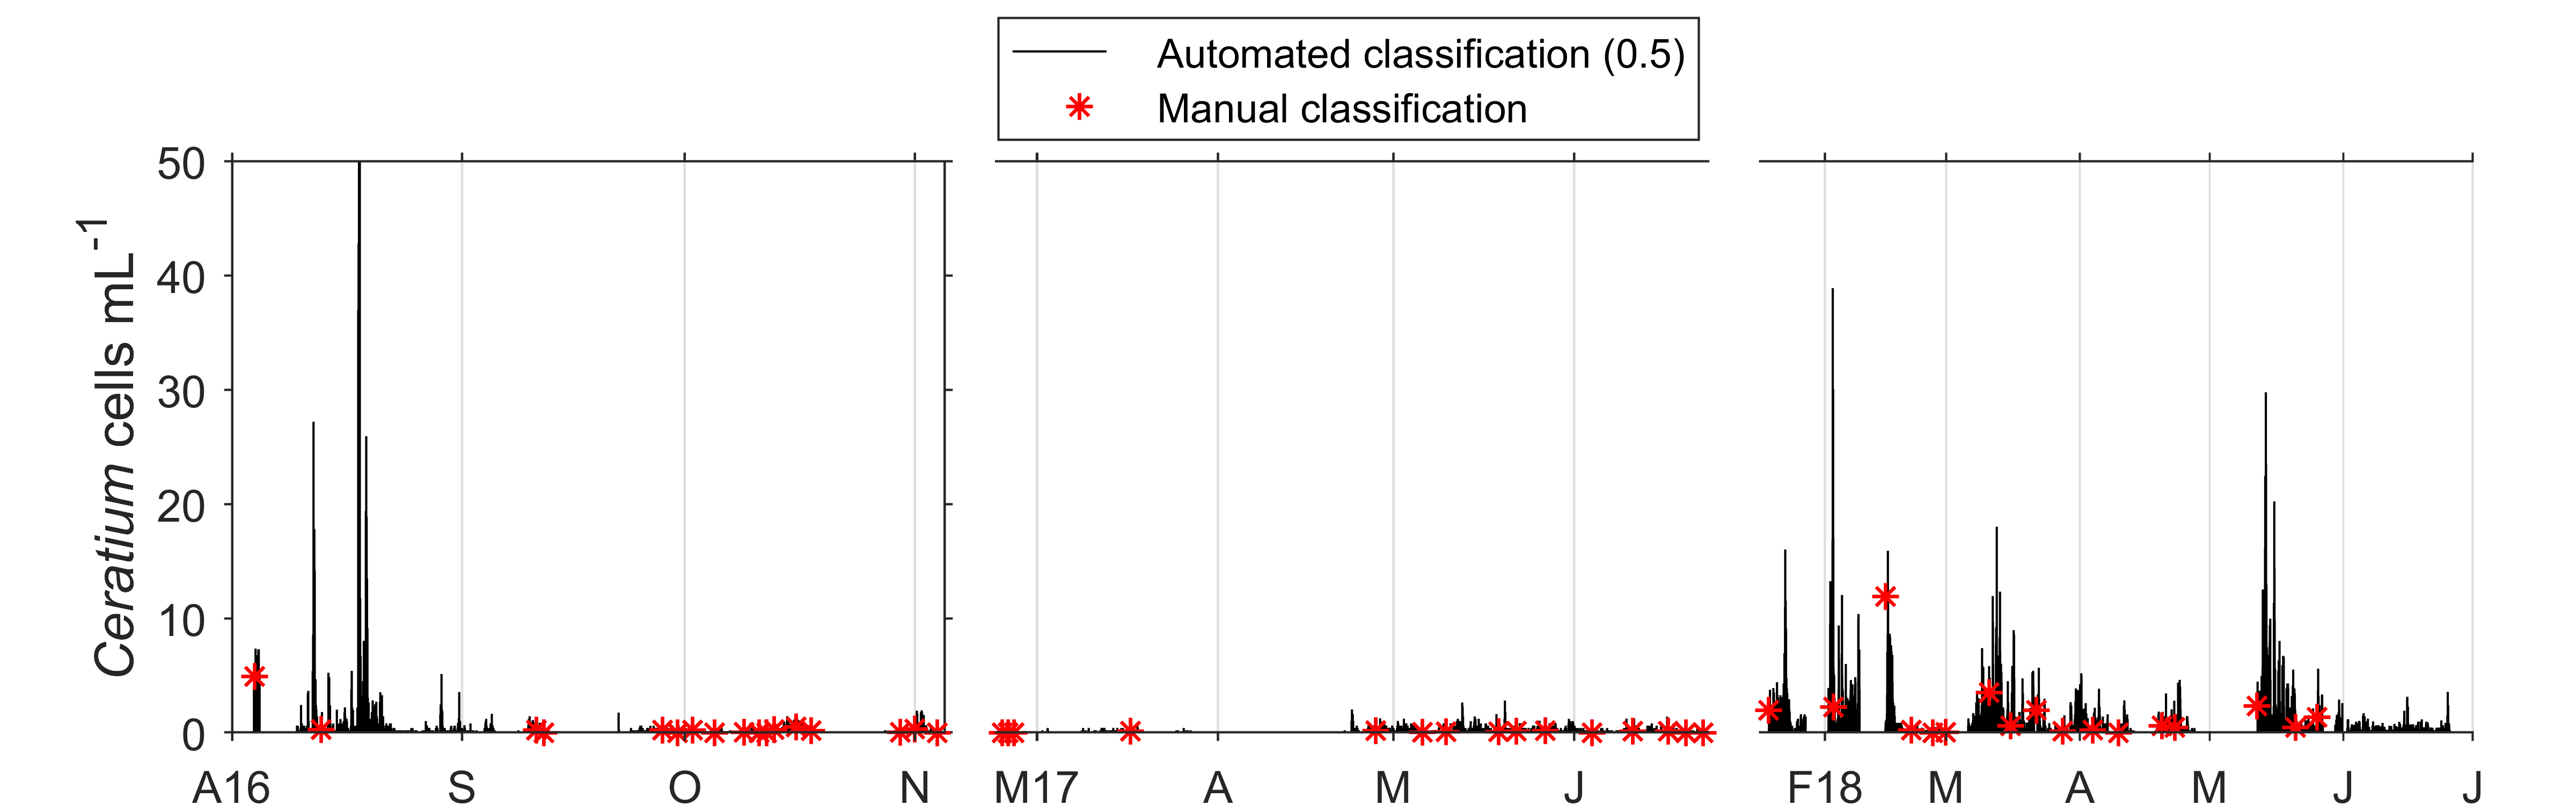 Automated classification (0.5)
Manual classification
Ceratium cells mL-1
50
40
30
20
10
0
A16 S O N M17 A M J F18 M A M J J